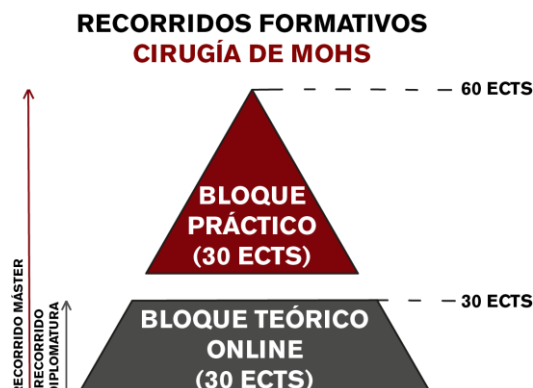 RECORRIDOS FORMATIVOS
CIRUGÍA DE MOHS
60 ECTS
BLOQUE
PRÁCTICO
(30 ECTS)
30 ECTS
BLOQUE TEÓRICO
ONLINE
(30 ECTS)
RECORRIDO MÁSTER
RECORRIDO
DIPLOMATURA